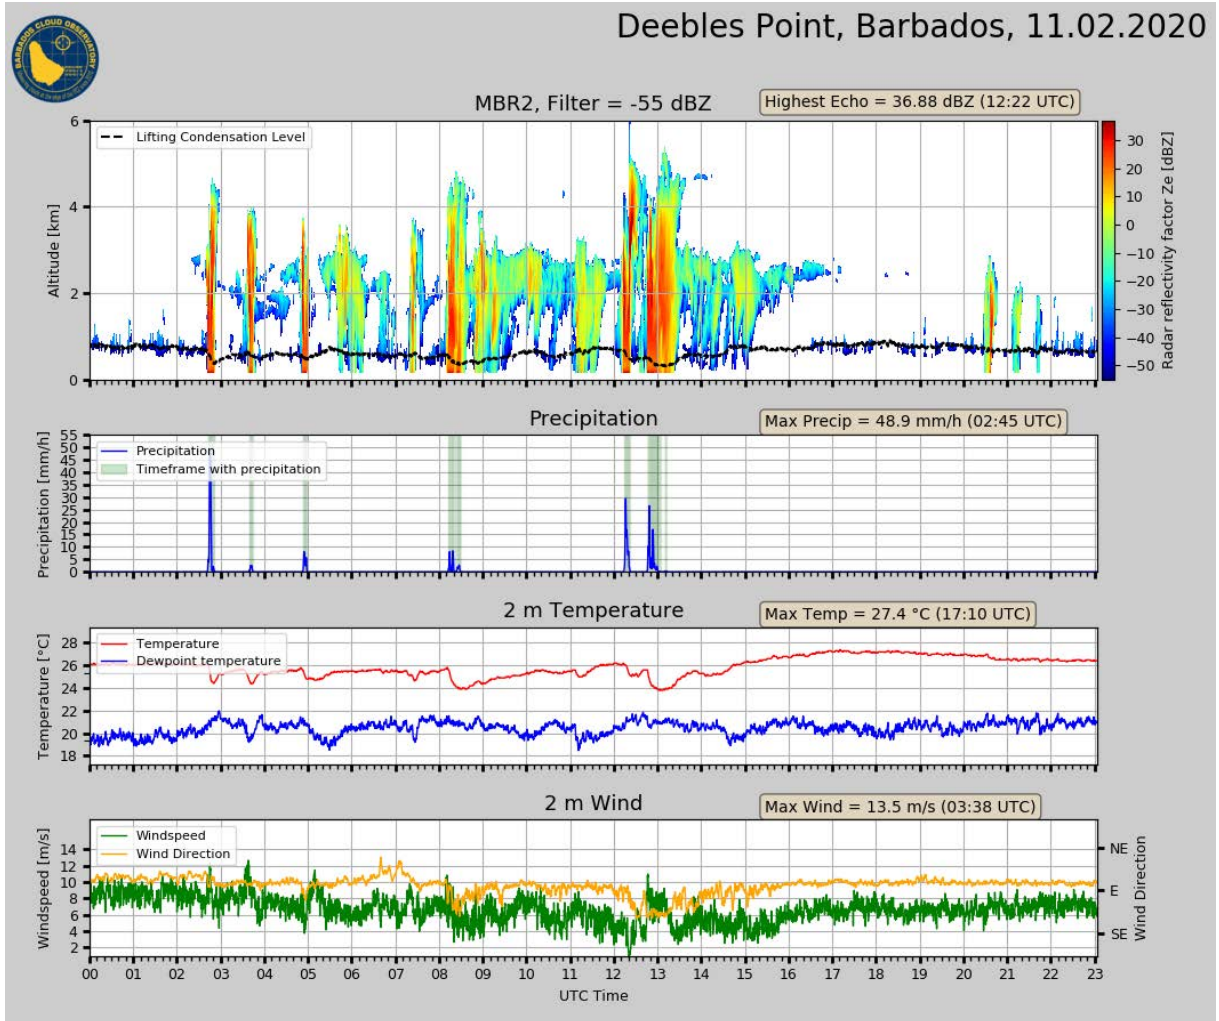 Deebles Point, Barbados, 11.02.2020
BARBADOS CLOUD OBSERVATORY
MBR2, Filter = -55 dBZ
Highest Echo = 36.88 dBZ (12:22 UTC)
Lifting Condensation Level
Altitude [km]
6
4
2
0
30
20
10
0
−10
−20
−30
−40
−50
Radar reflectivity factor Ze [dBZ]
Precipitation
Max Precip = 48.9 mm/h (02:45 UTC)
Precipitation
Timeframe with precipitation
Precipitation [mm/h]
55
50
45
40
35
30
25
20
15
10
5
0
2 m Temperature
Max Temp = 27.4 °C (17:10 UTC)
Temperature
Dewpoint temperature
Temperature [°C]
28
26
24
22
20
18
2 m Wind
Max Wind = 13.5 m/s (03:38 UTC)
Windspeed
Wind Direction
Windspeed [m/s]
14
12
10
8
6
4
2
NE
E
SE
Wind Direction
00 01 02 03 04 05 06 07 08 09 10 11 12 13 14 15 16 17 18 19 20 21 22 23
UTC Time